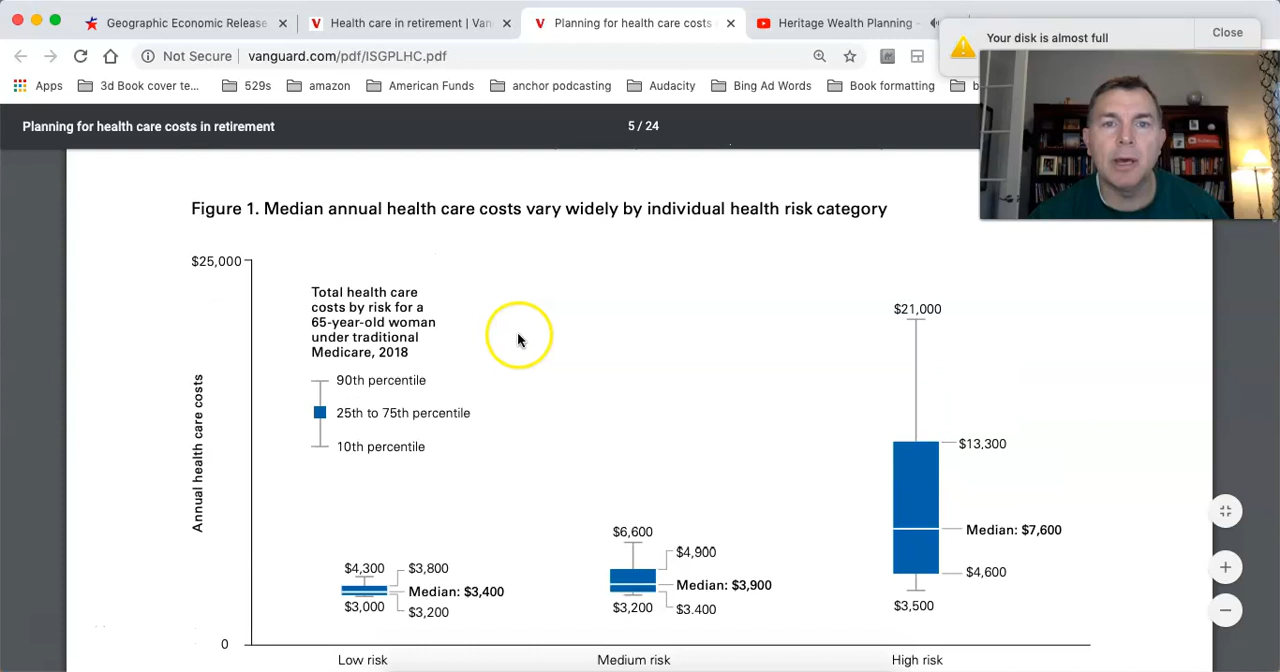 Geographic Economic Release
Health care in retirement | Van
Planning for health care costs
Heritage Wealth Planning -
Your disk is almost full
Close
Not Secure
vanguard.com/pdf/ISGPLHC.pdf
Apps
3d Book cover te...
529s
amazon
American Funds
anchor podcasting
Audacity
Bing Ad Words
Book formatting
Planning for health care costs in retirement
5 / 24
Figure 1. Median annual health care costs vary widely by individual health risk category
$25,000
Total health care
costs by risk for a
65-year-old woman
under traditional
Medicare, 2018
90th percentile
25th to 75th percentile
10th percentile
Annual health care costs
$21,000
$13,300
Median: $7,600
$4,600
$3,500
$6,600
$4,900
Median: $3,900
$3,200
$3,400
$4,300
$3,800
Median: $3,400
$3,000
$3,200
0
Low risk
Medium risk
High risk